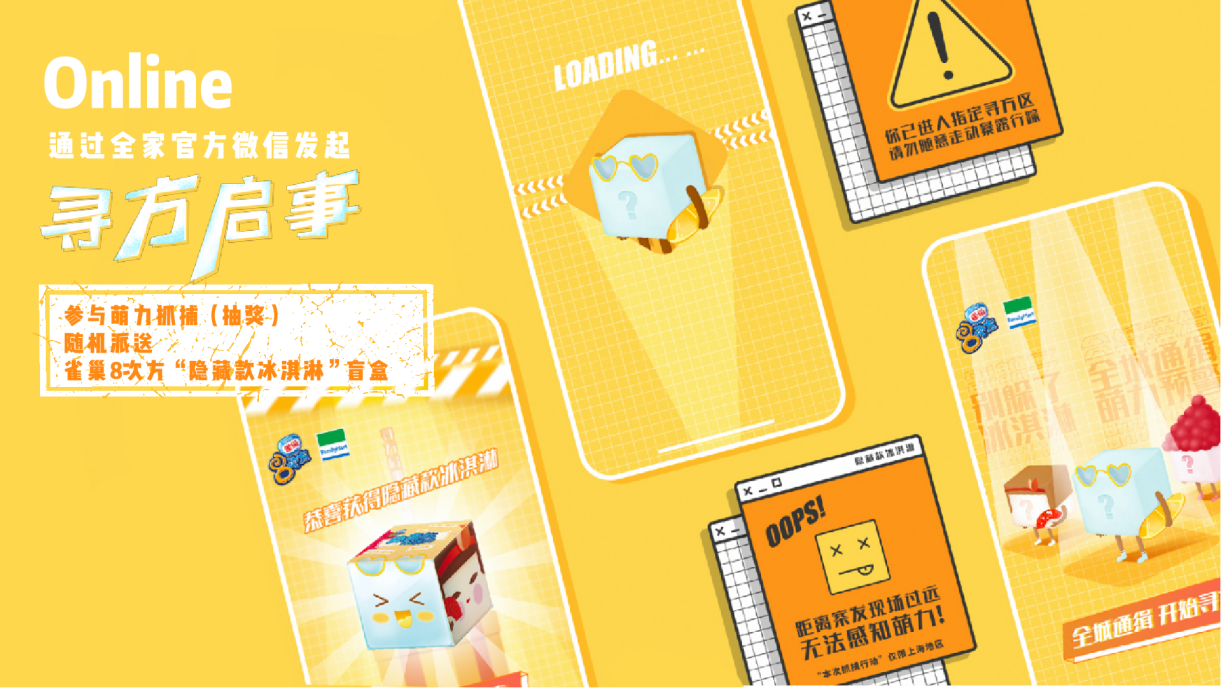 Online
通过全家官方微信发起
寻方启事
参与萌力抓捕（抽奖）
随机派送
雀巢8次方“隐藏款冰淇淋”盲盒
LOADING... ...
?
你已进入指定寻方区
请勿随意走动暴露行踪
FamilyMart
恭喜获得隐藏款冰淇淋
隐藏款冰淇淋
OOPS!
距离案发现场过远
无法感知萌力!
“本次抓捕行动”仅限上海地区
FamilyMart
别躲了
冰淇淋
全城通缉
萌力预警
?
?
?
全城通缉 开始寻